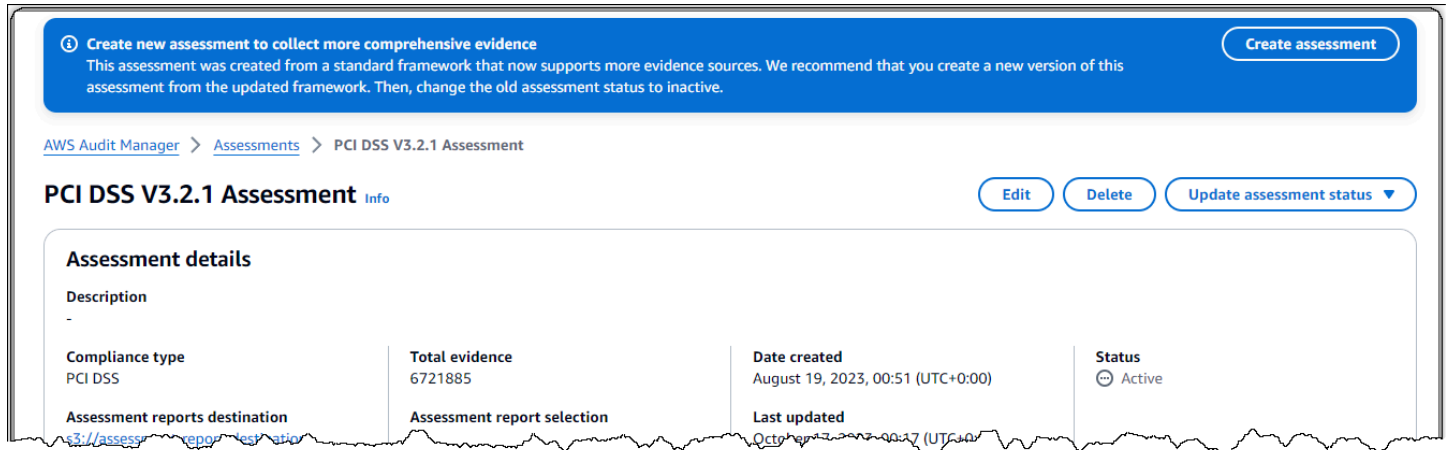 Create new assessment to collect more comprehensive evidence
Create assessment
This assessment was created from a standard framework that now supports more evidence sources. We recommend that you create a new version of this
assessment from the updated framework. Then, change the old assessment status to inactive.
AWS Audit Manager > Assessments > PCI DSS V3.2.1 Assessment
PCI DSS V3.2.1 Assessment Info
Edit Delete Update assessment status
Assessment details
Description
-
Compliance type Total evidence Date created Status
PCI DSS 6721885 August 19, 2023, 00:51 (UTC+0:00) Active
Assessment reports destination Assessment report selection Last updated